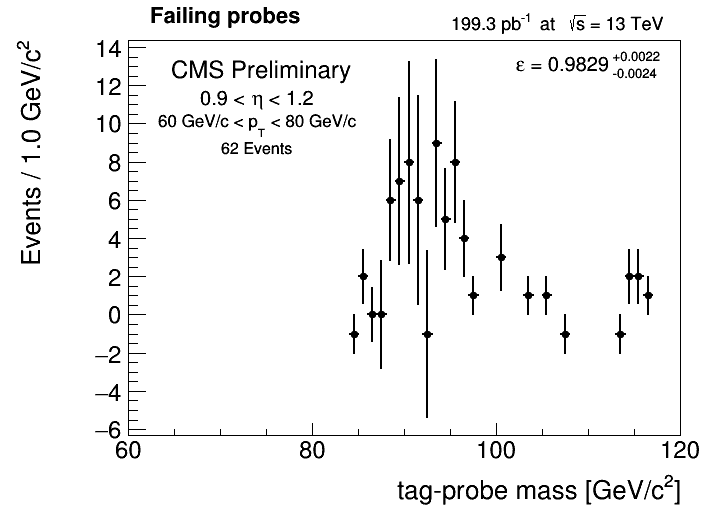 Failing probes
199.3 pb⁻¹ at √s = 13 TeV
CMS Preliminary
0.9 < η < 1.2
60 GeV/c < p_T < 80 GeV/c
62 Events
ε = 0.9829 +0.0022 -0.0024
Events / 1.0 GeV/c²
14
12
10
8
6
4
2
0
−2
−4
−6
60 80 100 120
tag-probe mass [GeV/c²]